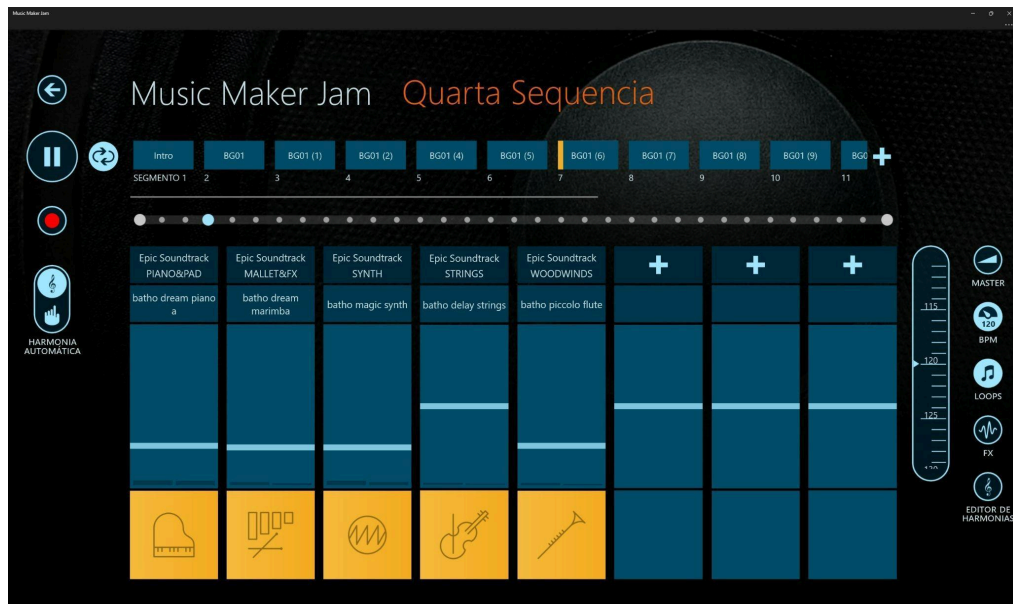 Music Maker Jam
Music Maker Jam Quarta Sequencia
Intro BG01 BG01 (1) BG01 (2) BG01 (4) BG01 (5) BG01 (6) BG01 (7) BG01 (8) BG01 (9) BG0
SEGMENTO 1 2 3 4 5 6 7 8 9 10 11
Epic Soundtrack
PIANO&PAD
Epic Soundtrack
MALLET&FX
Epic Soundtrack
SYNTH
Epic Soundtrack
STRINGS
Epic Soundtrack
WOODWINDS
batho dream piano
a
batho dream
marimba
batho magic synth
batho delay strings
batho piccolo flute
HARMONIA
AUTOMÁTICA
115
120
125
MASTER
120
BPM
LOOPS
FX
EDITOR DE
HARMONIAS